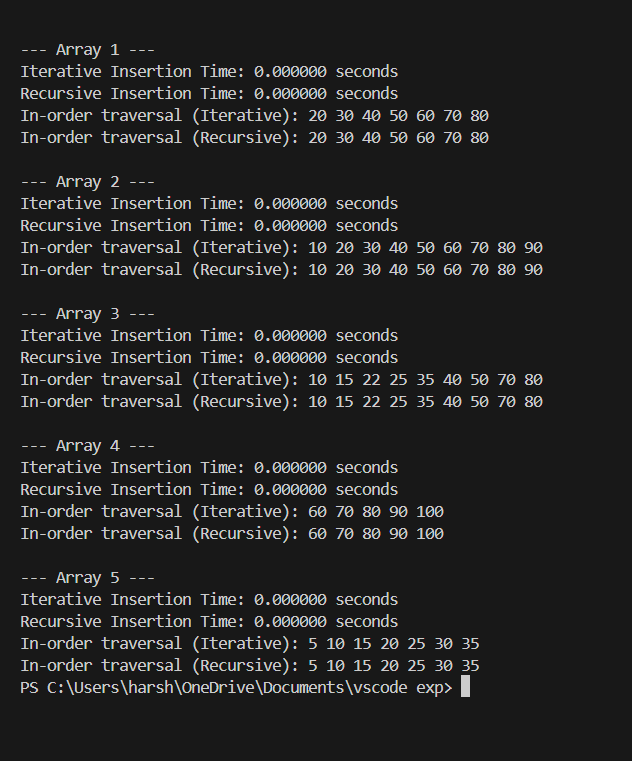 --- Array 1 ---
Iterative Insertion Time: 0.000000 seconds
Recursive Insertion Time: 0.000000 seconds
In-order traversal (Iterative): 20 30 40 50 60 70 80
In-order traversal (Recursive): 20 30 40 50 60 70 80

--- Array 2 ---
Iterative Insertion Time: 0.000000 seconds
Recursive Insertion Time: 0.000000 seconds
In-order traversal (Iterative): 10 20 30 40 50 60 70 80 90
In-order traversal (Recursive): 10 20 30 40 50 60 70 80 90

--- Array 3 ---
Iterative Insertion Time: 0.000000 seconds
Recursive Insertion Time: 0.000000 seconds
In-order traversal (Iterative): 10 15 22 25 35 40 50 70 80
In-order traversal (Recursive): 10 15 22 25 35 40 50 70 80

--- Array 4 ---
Iterative Insertion Time: 0.000000 seconds
Recursive Insertion Time: 0.000000 seconds
In-order traversal (Iterative): 60 70 80 90 100
In-order traversal (Recursive): 60 70 80 90 100

--- Array 5 ---
Iterative Insertion Time: 0.000000 seconds
Recursive Insertion Time: 0.000000 seconds
In-order traversal (Iterative): 5 10 15 20 25 30 35
In-order traversal (Recursive): 5 10 15 20 25 30 35
PS C:\Users\harsh\OneDrive\Documents\vscode exp>